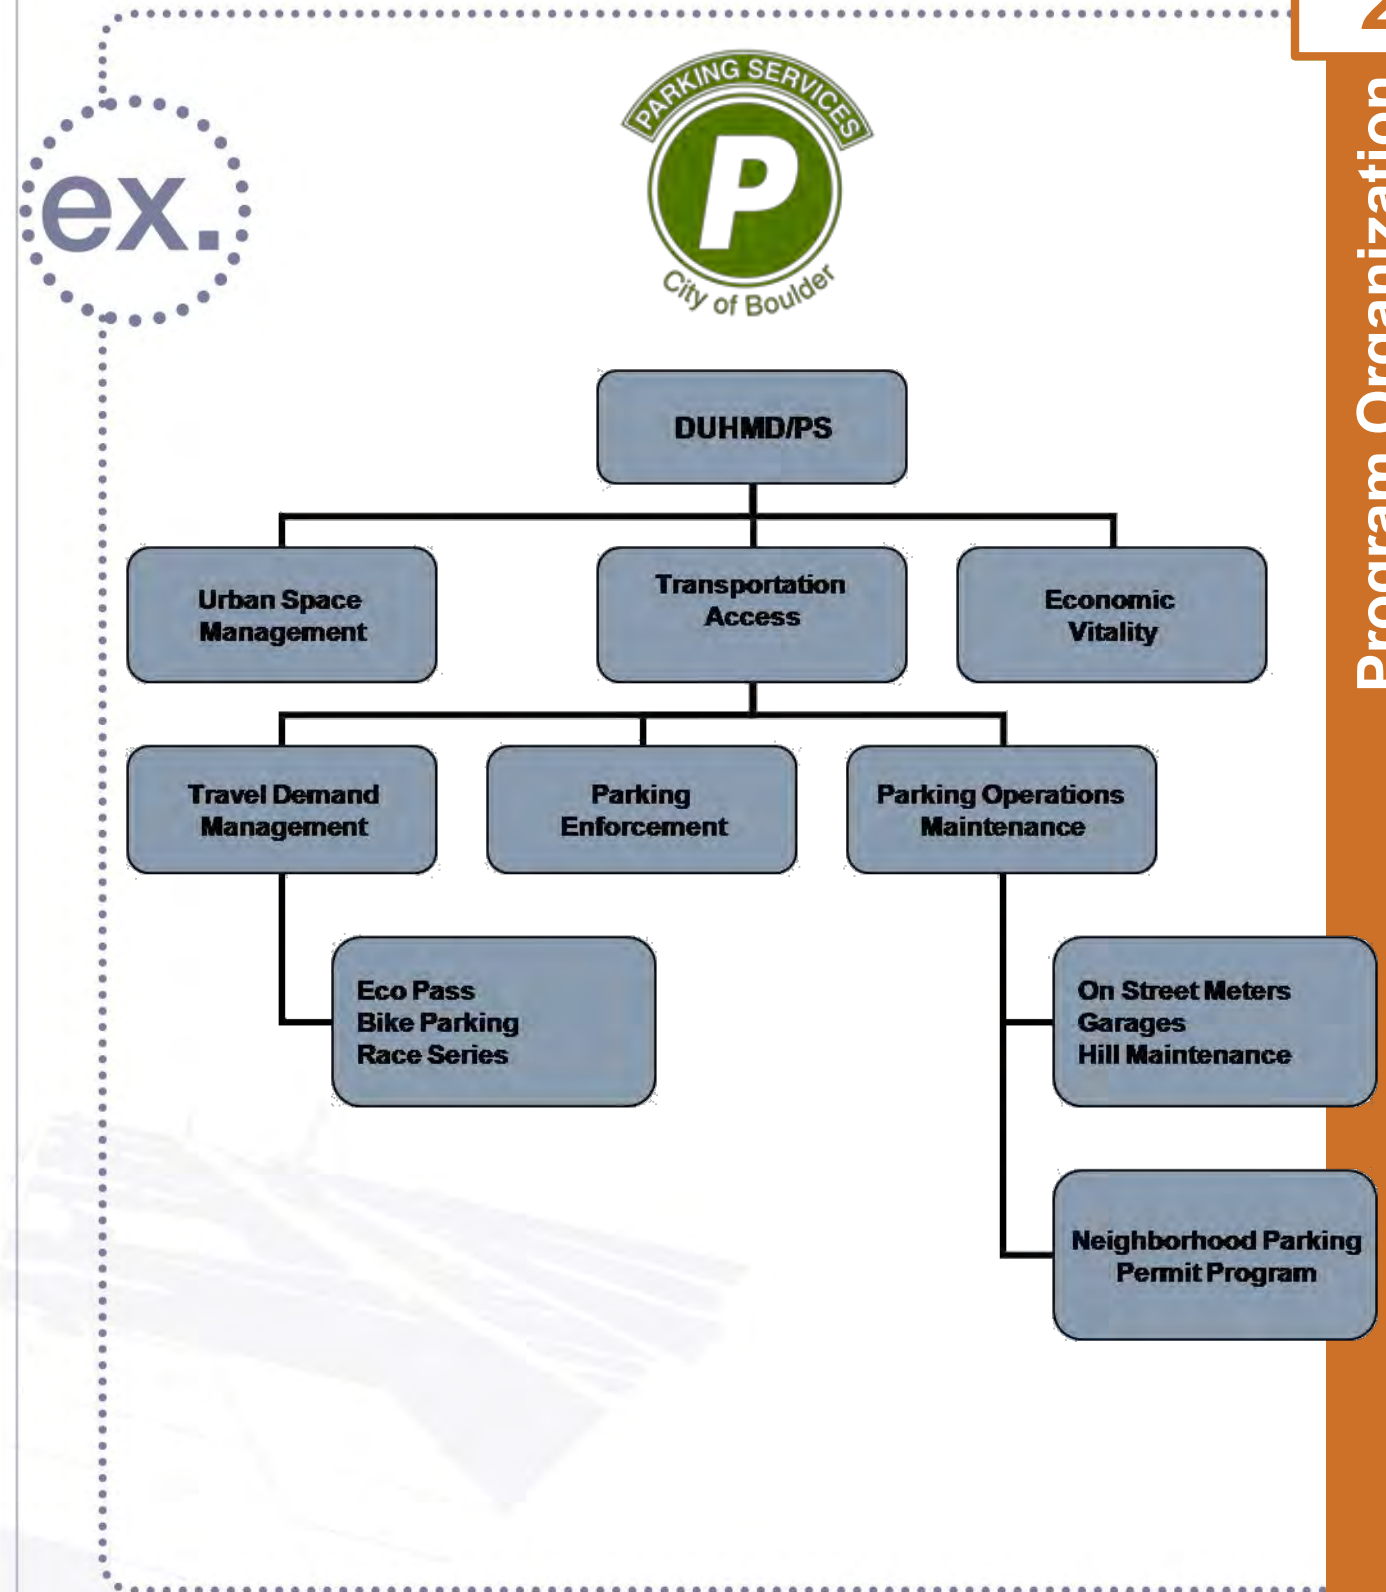 PARKING SERVICES
P
City of Boulder
ex.
Program Organization
DUHMD/PS
Urban Space
Management
Transportation
Access
Economic
Vitality
Travel Demand
Management
Parking
Enforcement
Parking Operations
Maintenance
Eco Pass
Bike Parking
Race Series
On Street Meters
Garages
Hill Maintenance
Neighborhood Parking
Permit Program